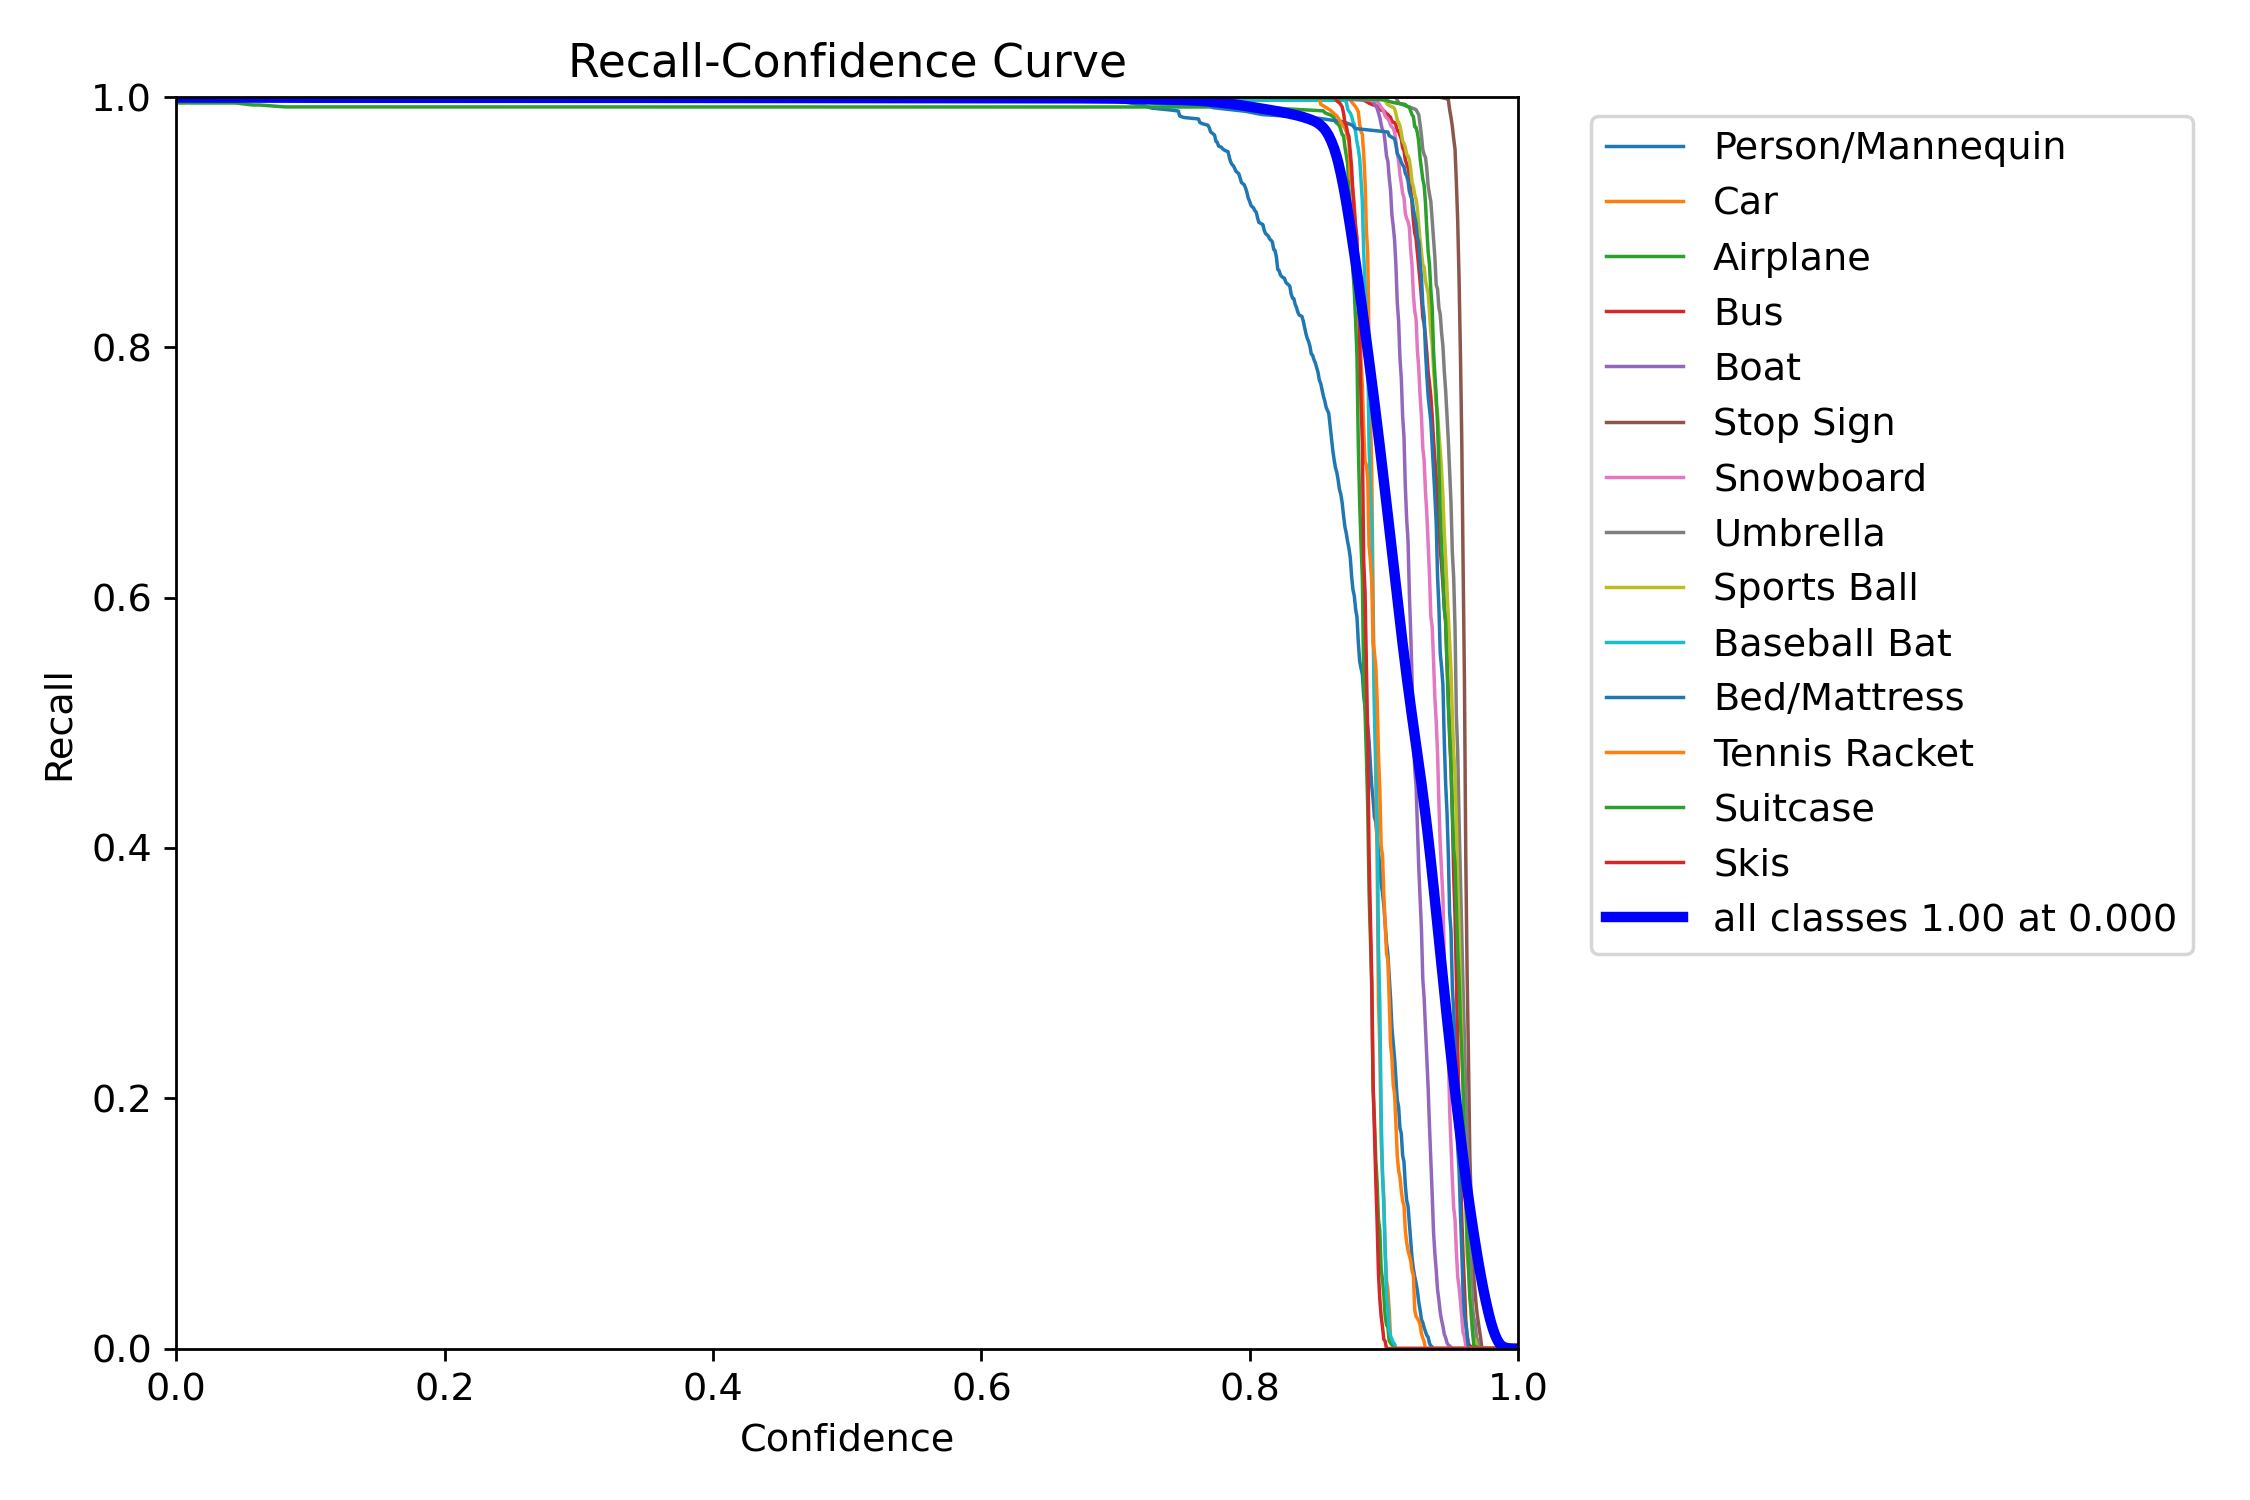 Recall-Confidence Curve
1.0
0.8
0.6
0.4
0.2
0.0
Recall
0.0 0.2 0.4 0.6 0.8 1.0
Confidence
Person/Mannequin
Car
Airplane
Bus
Boat
Stop Sign
Snowboard
Umbrella
Sports Ball
Baseball Bat
Bed/Mattress
Tennis Racket
Suitcase
Skis
all classes 1.00 at 0.000